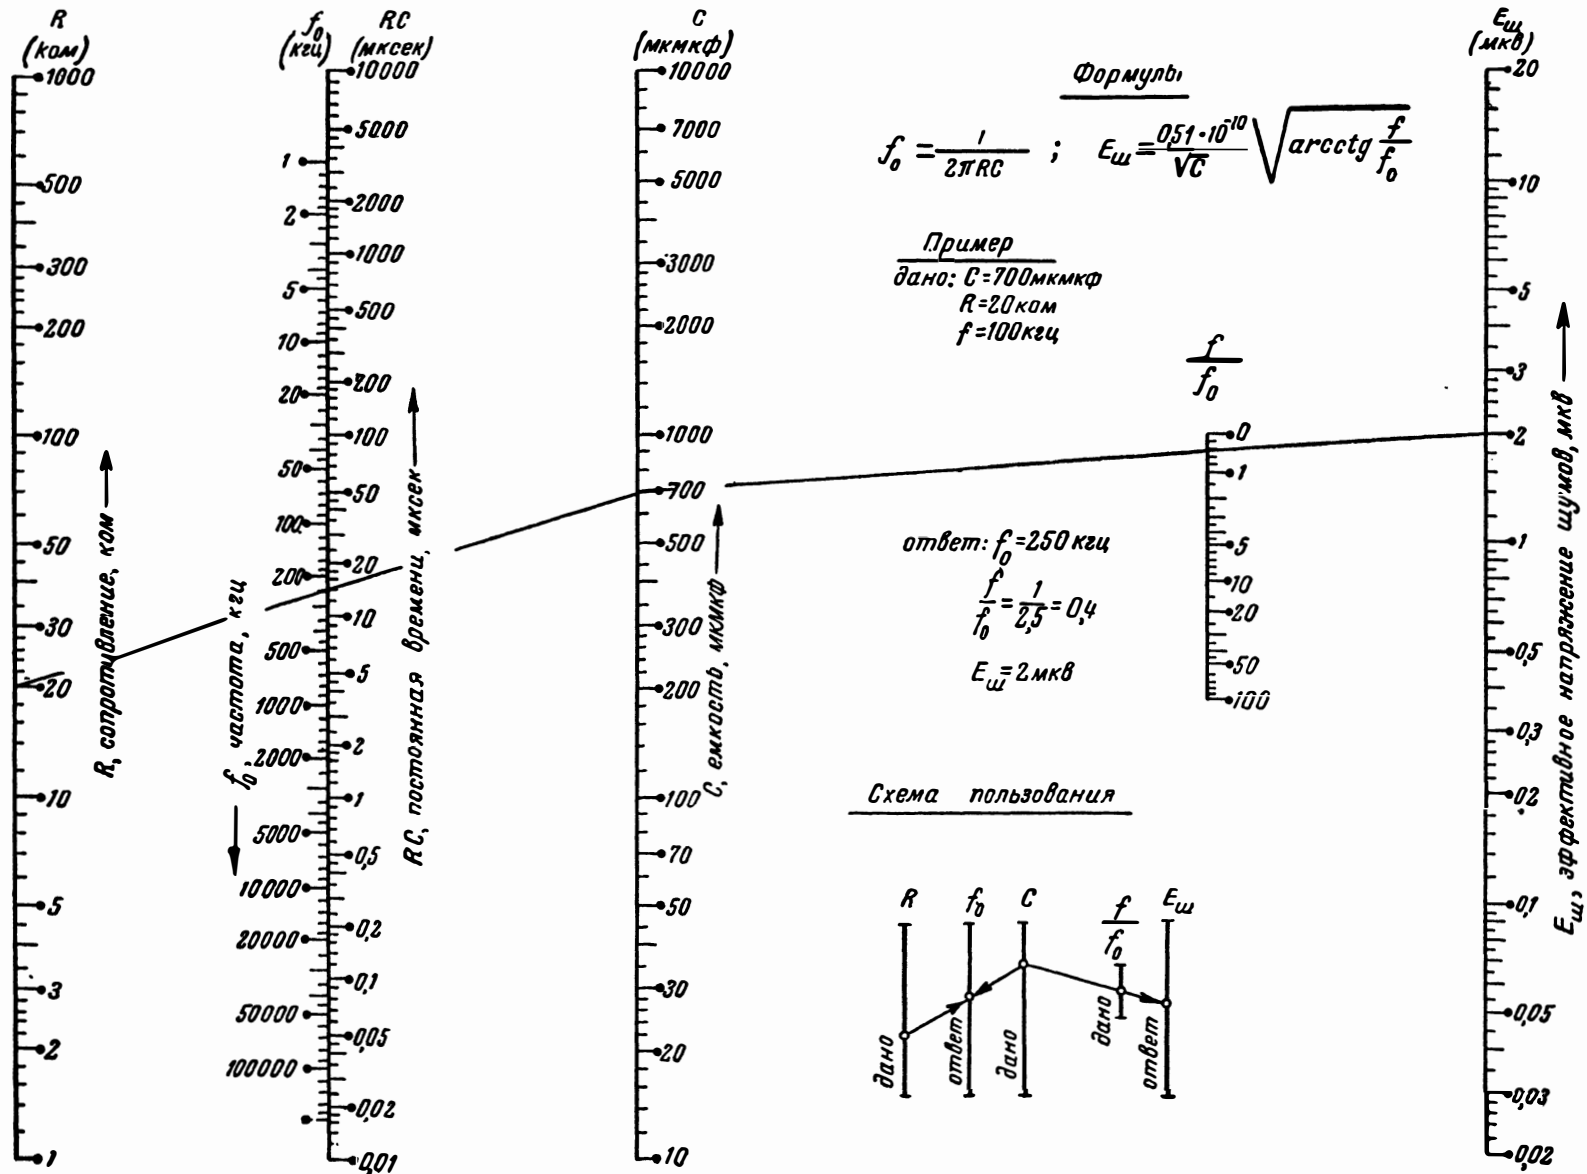 R
(ком)
1000
500
300
200
100
50
30
20
10
5
3
2
1
R, сопротивление, ком
f₀
(кгц)
1
2
5
10
20
50
100
200
500
1000
2000
5000
10000
20000
50000
100000
f₀, частота, кгц
RC
(мксек)
10000
5000
2000
1000
500
200
100
50
20
10
5
2
1
0,5
0,2
0,1
0,05
0,02
0,01
RC, постоянная времени, мксек
C
(мкмкф)
10000
7000
5000
3000
2000
1000
700
500
300
200
100
70
50
30
20
10
C, емкость, мкмкф
Формулы
f₀ = 1/2πRC ; Eш = 0,51·10⁻¹⁰/√C √arcctg f/f₀
Пример
дано: C=700мкмкф
R=20ком
f=100кгц
f/f₀
0
1
5
10
20
50
100
ответ: f₀=250кгц
f/f₀ = 1/2,5 = 0,4
Eш=2мкв
Схема пользования
R f₀ C f/f₀ Eш
дано
ответ
дано
дано
ответ
Eш
(мкв)
20
10
5
3
2
1
0,5
0,3
02
0,1
0,05
0,03
0,02
Eш, эффективное напряжение шумов, мкв